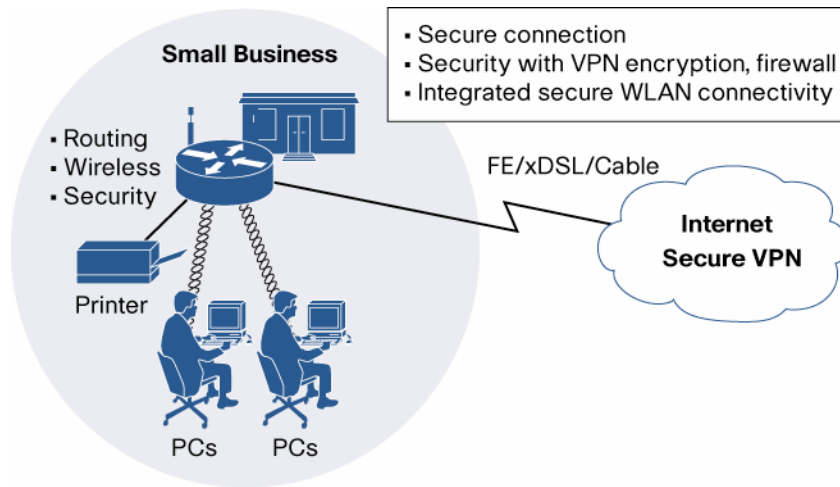 Small Business
▪ Secure connection
▪ Security with VPN encryption, firewall
▪ Integrated secure WLAN connectivity
▪ Routing
▪ Wireless
▪ Security
FE/xDSL/Cable
Internet
Secure VPN
Printer
PCs
PCs